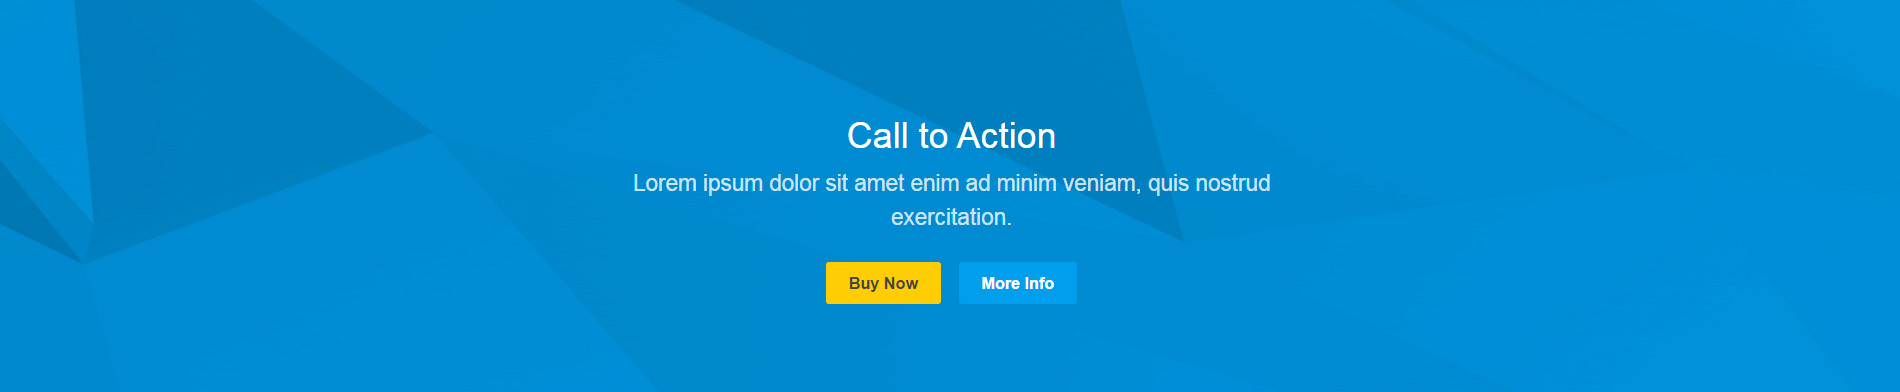 Call to Action
Lorem ipsum dolor sit amet enim ad minim veniam, quis nostrud
exercitation.
Buy Now
More Info